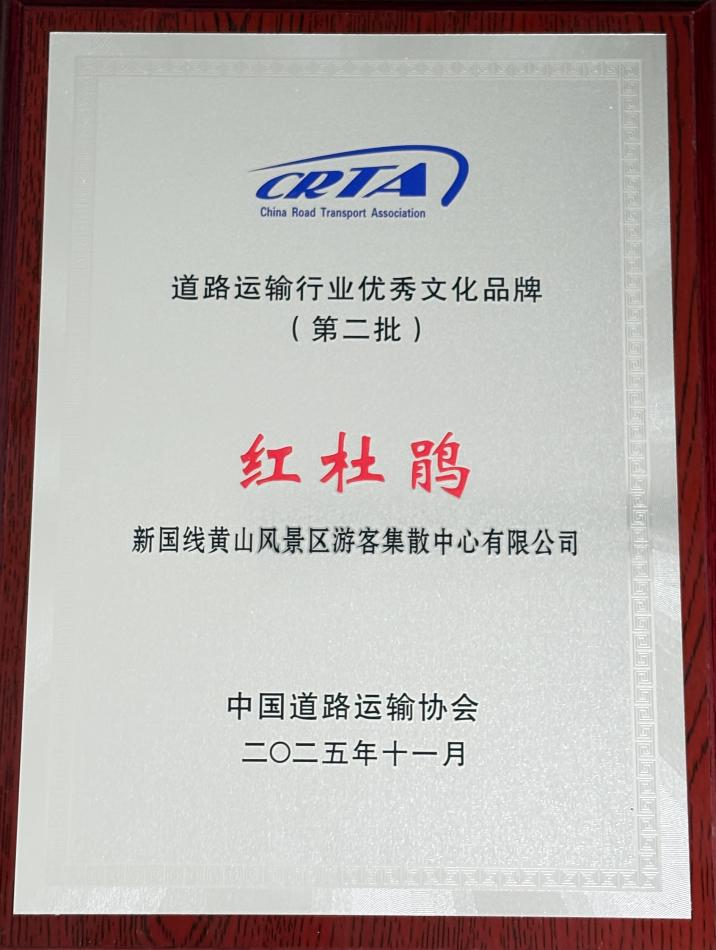 CRTA
China Road Transport Association
道路运输行业优秀文化品牌
（第二批）
红杜鹃
新国线黄山风景区游客集散中心有限公司
中国道路运输协会
二〇二五年十一月